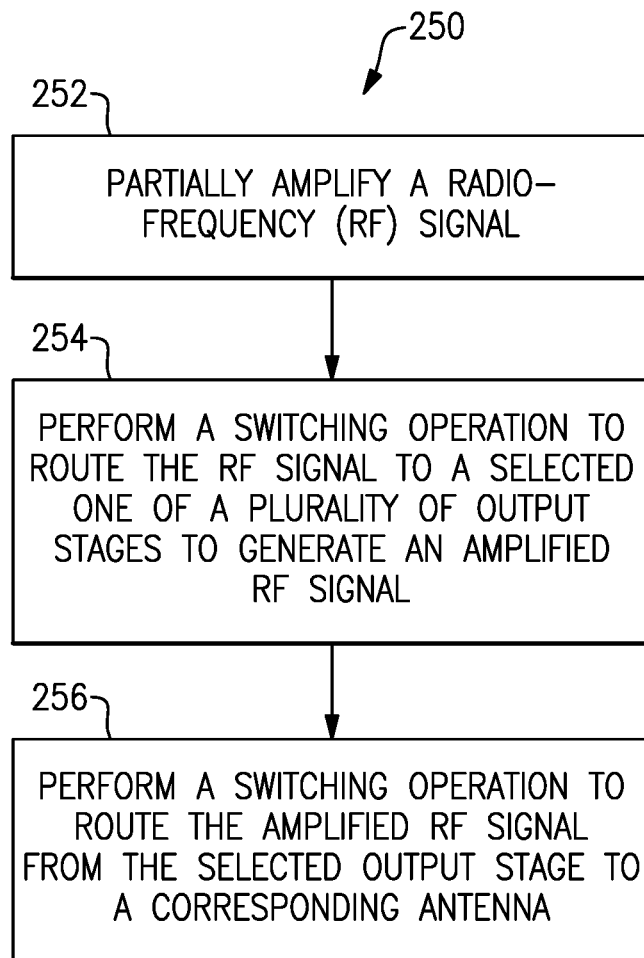 250
252
PARTIALLY AMPLIFY A RADIO-
FREQUENCY (RF) SIGNAL
254
PERFORM A SWITCHING OPERATION TO
ROUTE THE RF SIGNAL TO A SELECTED
ONE OF A PLURALITY OF OUTPUT
STAGES TO GENERATE AN AMPLIFIED
RF SIGNAL
256
PERFORM A SWITCHING OPERATION TO
ROUTE THE AMPLIFIED RF SIGNAL
FROM THE SELECTED OUTPUT STAGE TO
A CORRESPONDING ANTENNA